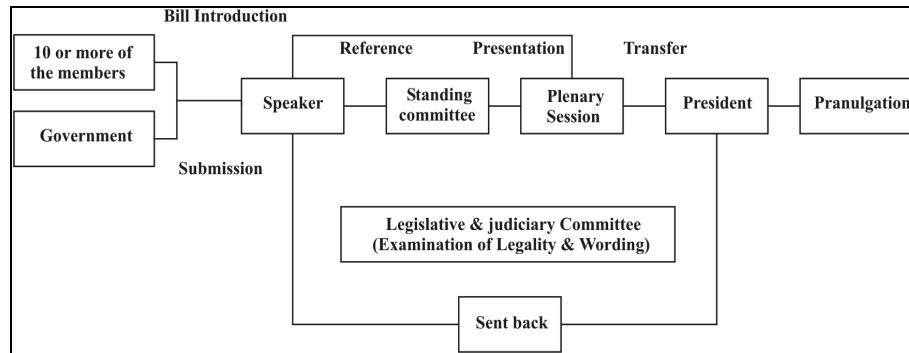 Bill Introduction
10 or more of
the members
Reference
Presentation
Transfer
Speaker
Standing
committee
Plenary
Session
President
Pranulgation
Government
Submission
Legislative & judiciary Committee
(Examination of Legality & Wording)
Sent back